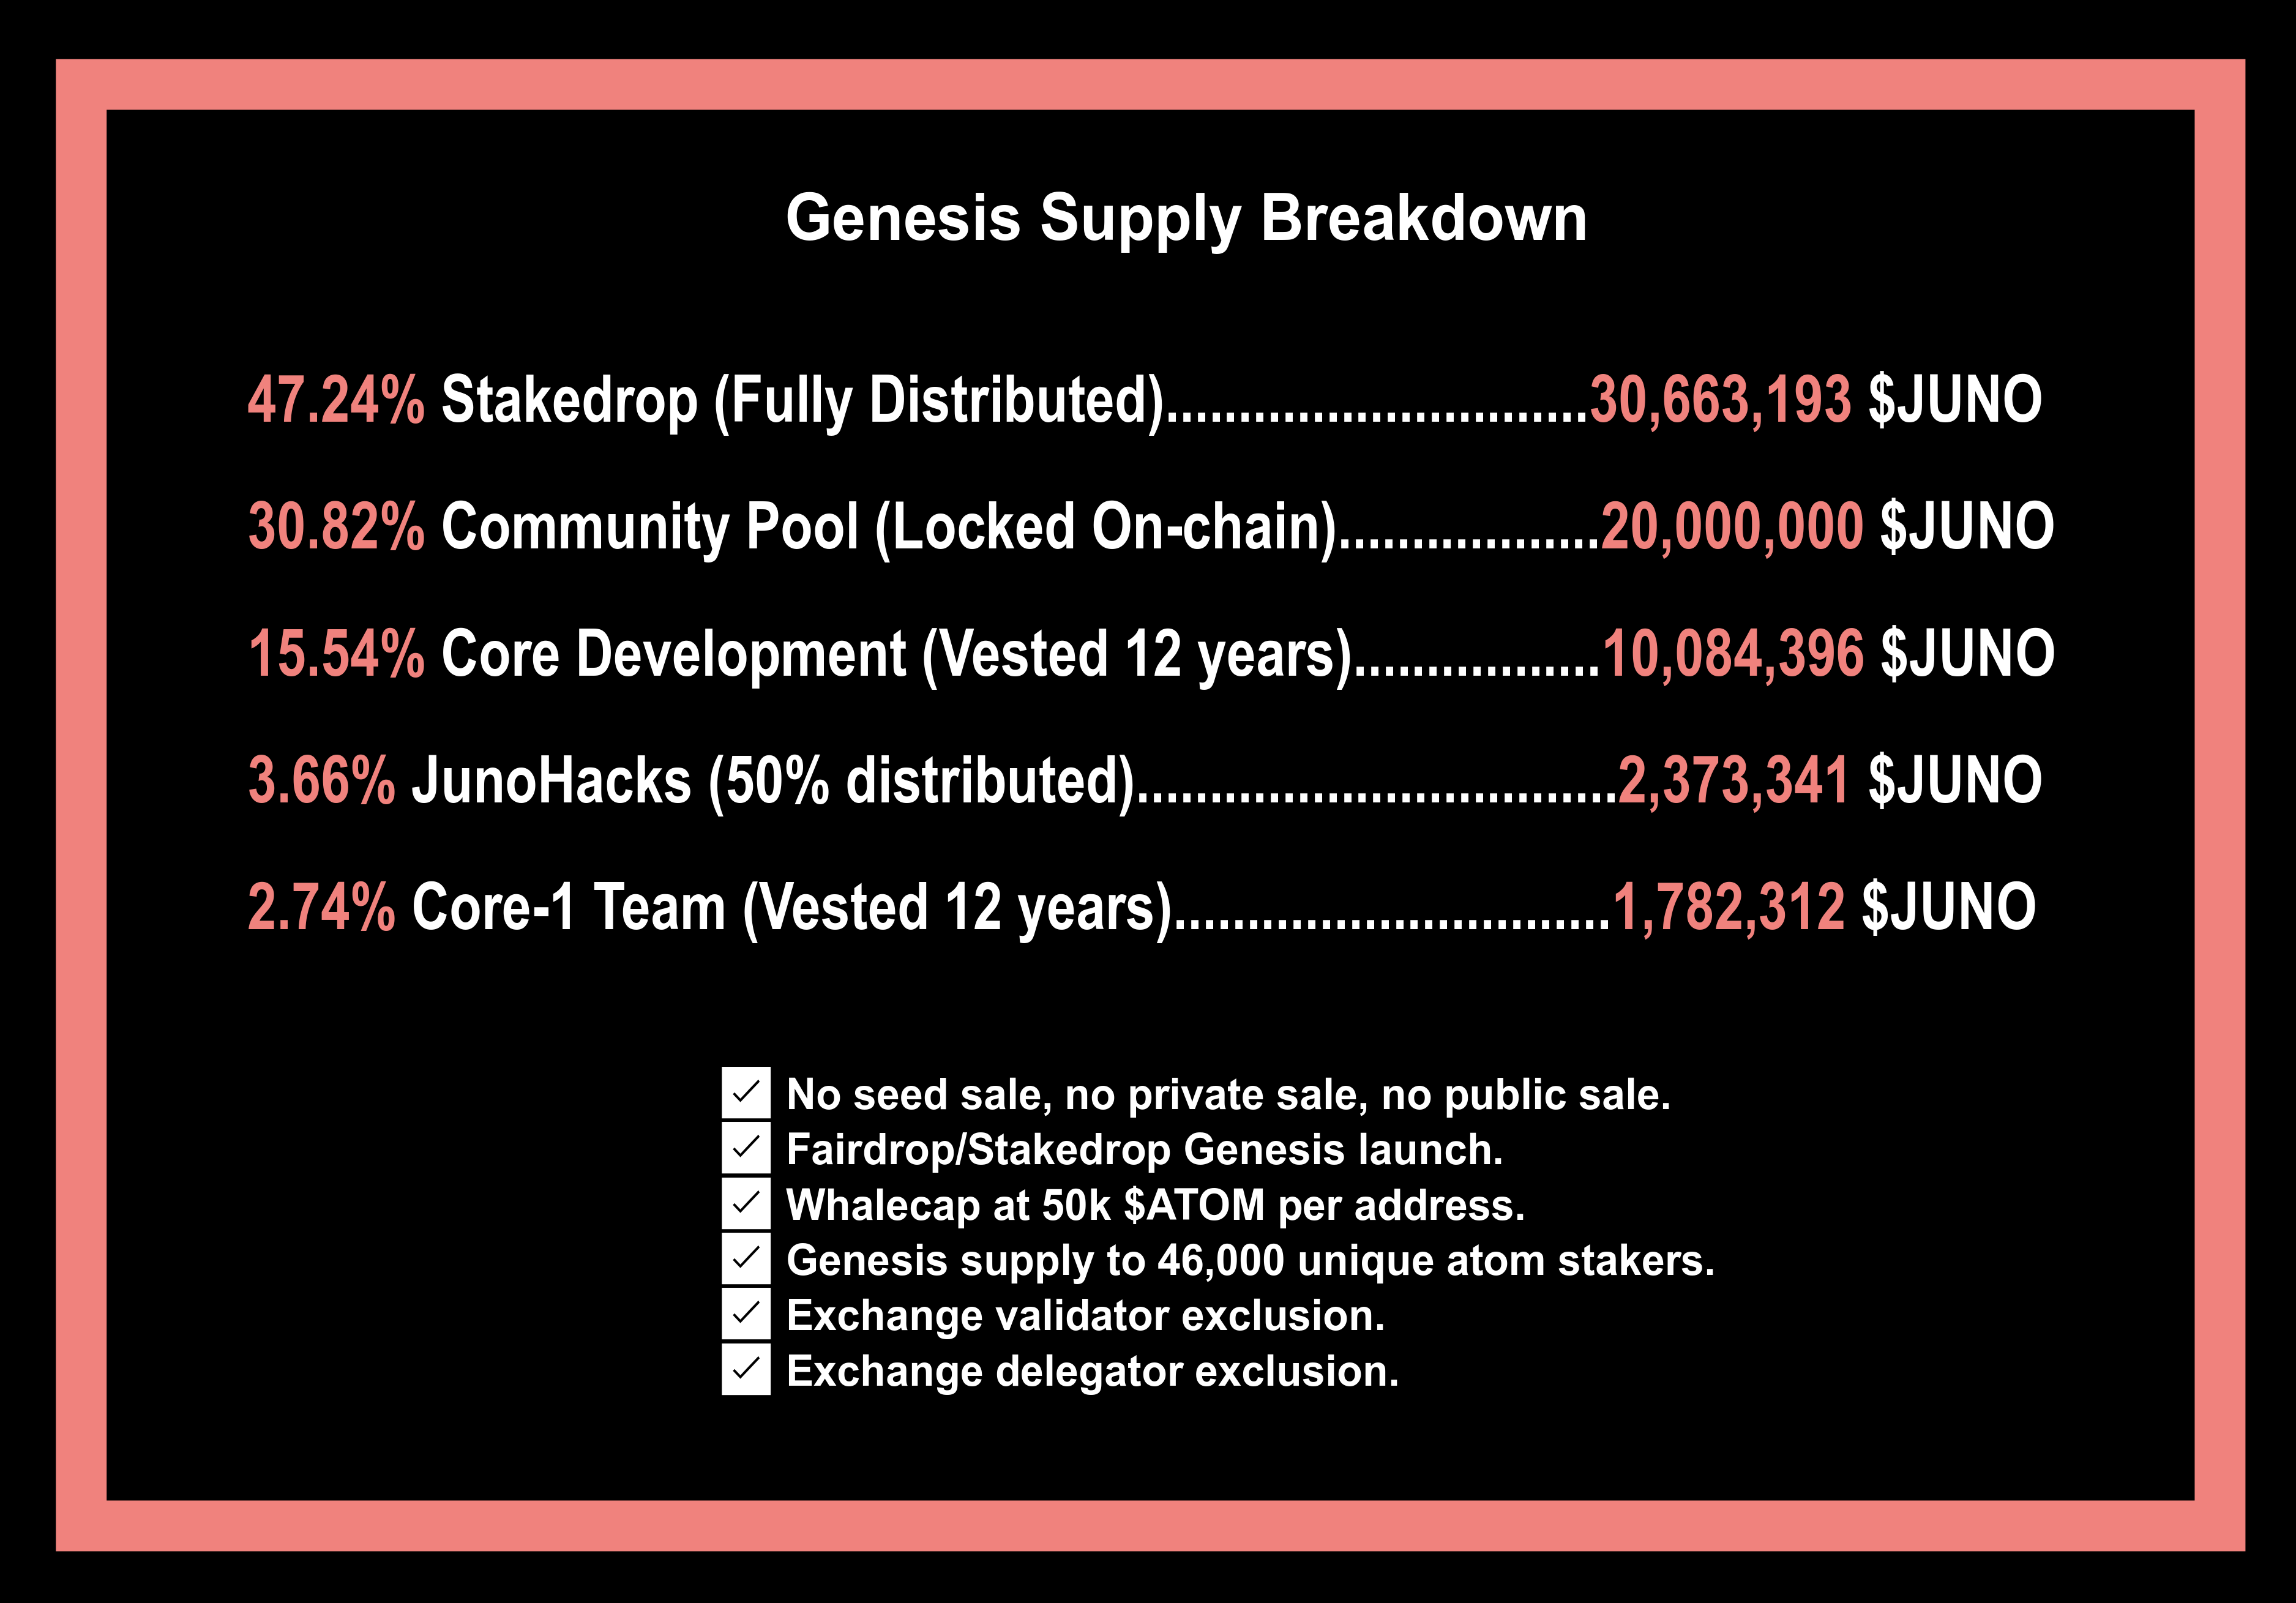 Genesis Supply Breakdown
47.24% Stakedrop (Fully Distributed).............................30,663,193 $JUNO
30.82% Community Pool (Locked On-chain)..................20,000,000 $JUNO
15.54% Core Development (Vested 12 years).................10,084,396 $JUNO
3.66% JunoHacks (50% distributed).................................2,373,341 $JUNO
2.74% Core-1 Team (Vested 12 years)..............................1,782,312 $JUNO
No seed sale, no private sale, no public sale.
Fairdrop/Stakedrop Genesis launch.
Whalecap at 50k $ATOM per address.
Genesis supply to 46,000 unique atom stakers.
Exchange validator exclusion.
Exchange delegator exclusion.